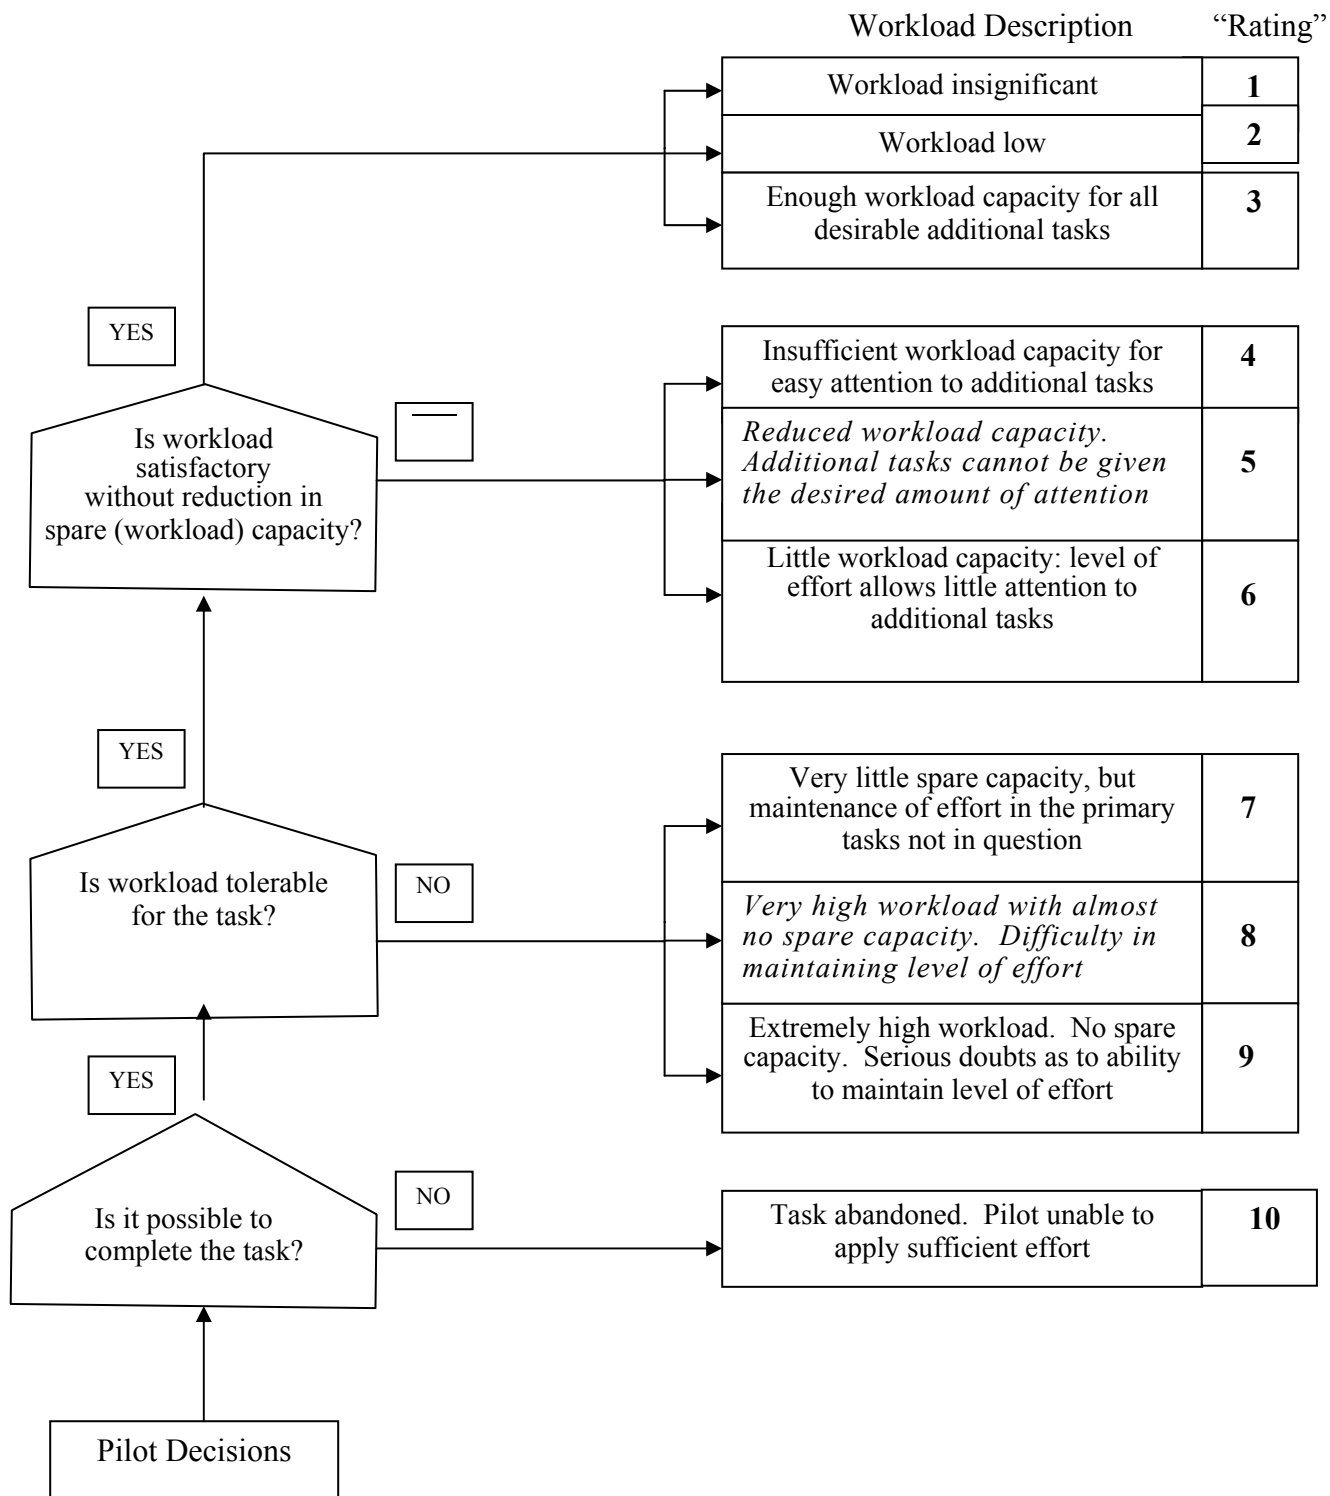 Workload Description “Rating”
Workload insignificant 1
Workload low 2
Enough workload capacity for all 3
desirable additional tasks
YES
Insufficient workload capacity for 4
easy attention to additional tasks
Is workload
satisfactory
without reduction in
spare (workload) capacity?
Reduced workload capacity.
Additional tasks cannot be given 5
the desired amount of attention
Little workload capacity: level of
effort allows little attention to 6
additional tasks
YES
Very little spare capacity, but
maintenance of effort in the primary 7
tasks not in question
Is workload tolerable
for the task?
NO
Very high workload with almost
no spare capacity. Difficulty in 8
maintaining level of effort
Extremely high workload. No spare
capacity. Serious doubts as to ability 9
to maintain level of effort
YES
Is it possible to
complete the task?
NO
Task abandoned. Pilot unable to 10
apply sufficient effort
Pilot Decisions